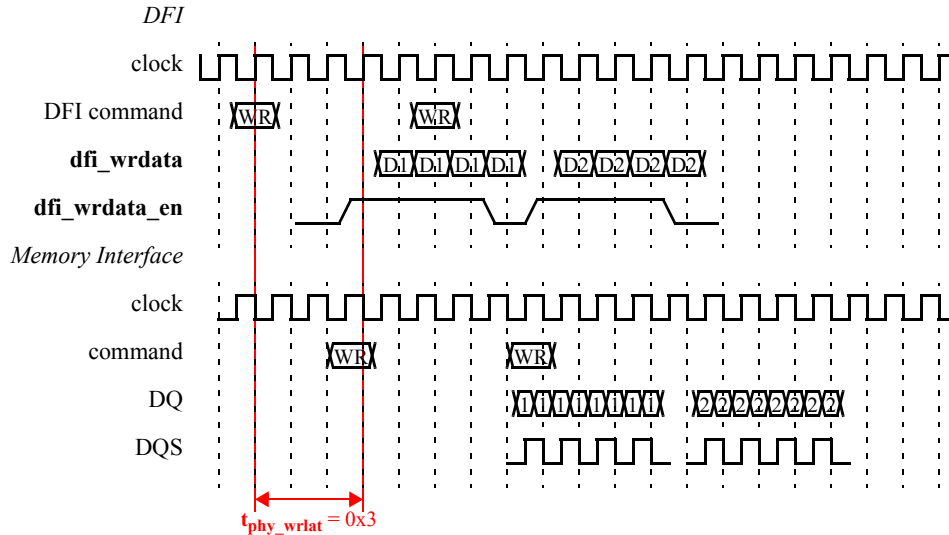 DFI
clock
DFI command WR WR
dfi_wrdata D1 D1 D1 D1 D2 D2 D2 D2
dfi_wrdata_en
Memory Interface
clock
command WR WR
DQ 1 1 1 1 1 1 1 1 2 2 2 2 2 2 2 2
DQS
tphy_wrlat = 0x3